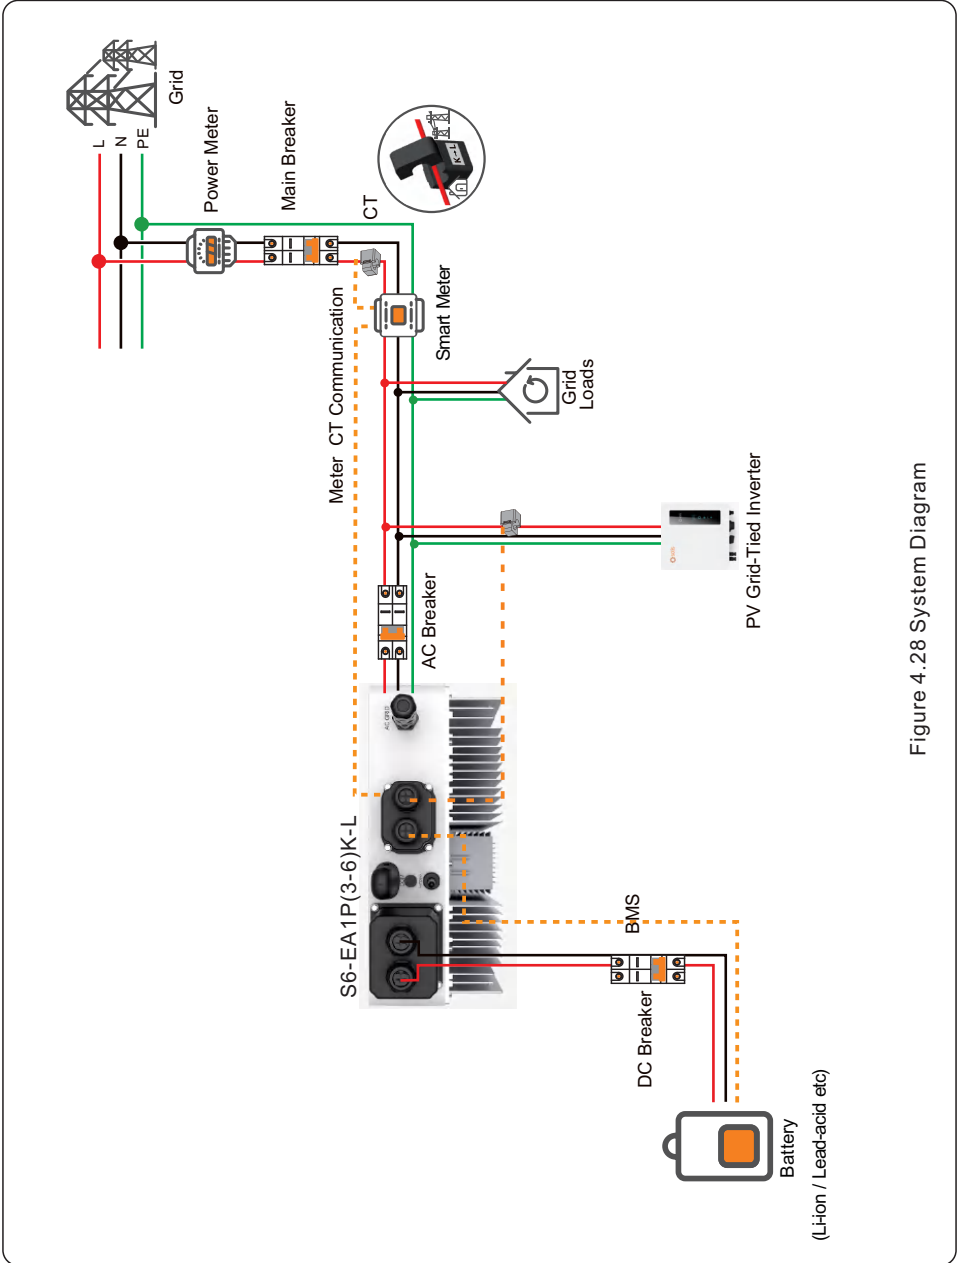 Grid
L
N
PE
Power Meter
Main Breaker
CT
K→L
Smart Meter
Meter CT Communication
Grid
Loads
PV Grid-Tied Inverter
AC Breaker
AC GRID
S6-EA1P(3-6)K-L
BMS
DC Breaker
Battery
(Li-ion / Lead-acid etc)
Figure 4.28 System Diagram